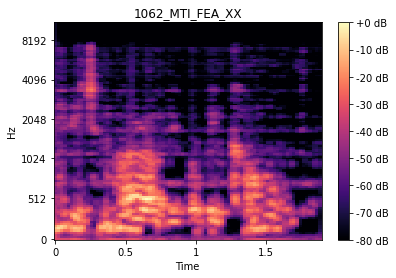 1062_MTI_FEA_XX
8192
4096
2048
1024
512
0
Hz
0
0.5
1
1.5
Time
+0 dB
-10 dB
-20 dB
-30 dB
-40 dB
-50 dB
-60 dB
-70 dB
-80 dB